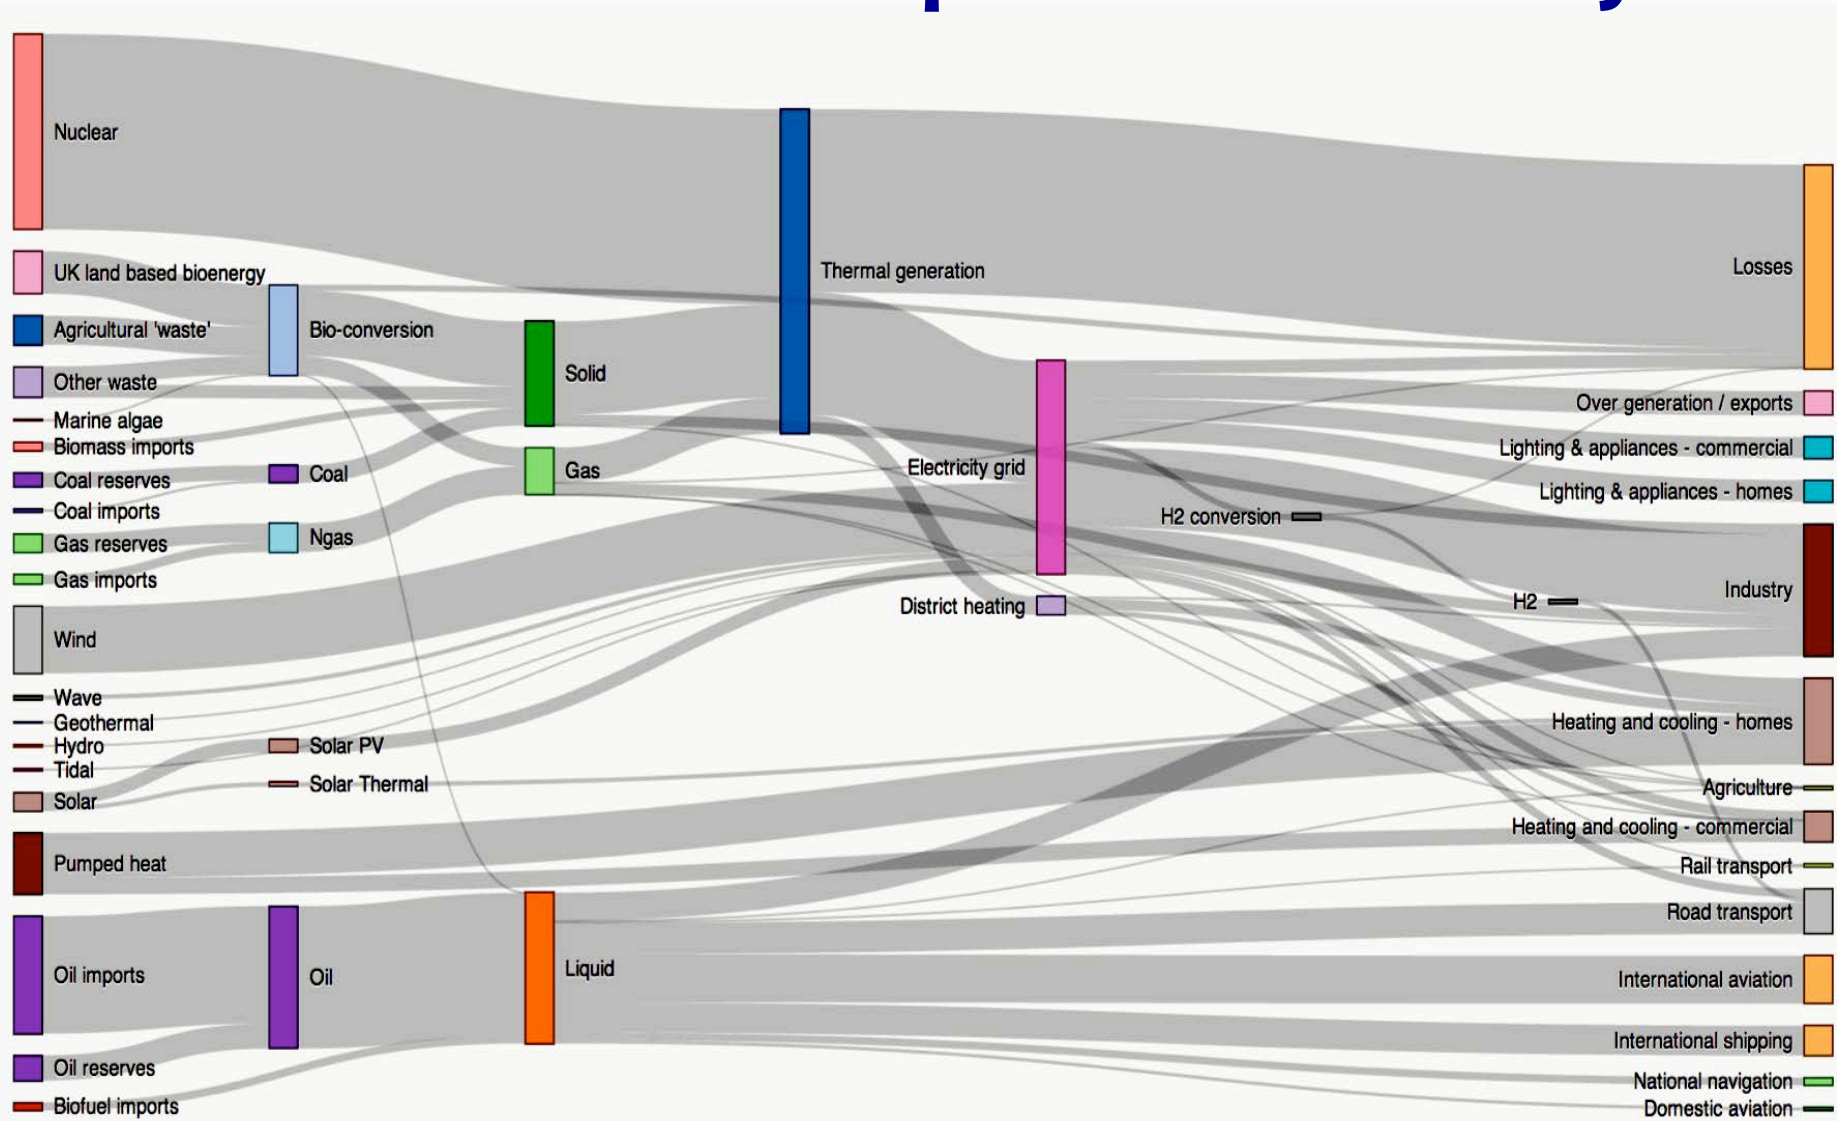 Nuclear
UK land based bioenergy
Agricultural 'waste'
Other waste
Marine algae
Biomass imports
Coal reserves
Coal imports
Gas reserves
Gas imports
Wind
Wave
Geothermal
Hydro
Tidal
Solar
Pumped heat
Oil imports
Oil reserves
Biofuel imports
Bio-conversion
Coal
Ngas
Solar PV
Solar Thermal
Oil
Solid
Gas
Liquid
Thermal generation
Electricity grid
District heating
H2 conversion
H2
Losses
Over generation / exports
Lighting & appliances - commercial
Lighting & appliances - homes
Industry
Heating and cooling - homes
Agriculture
Heating and cooling - commercial
Rail transport
Road transport
International aviation
International shipping
National navigation
Domestic aviation